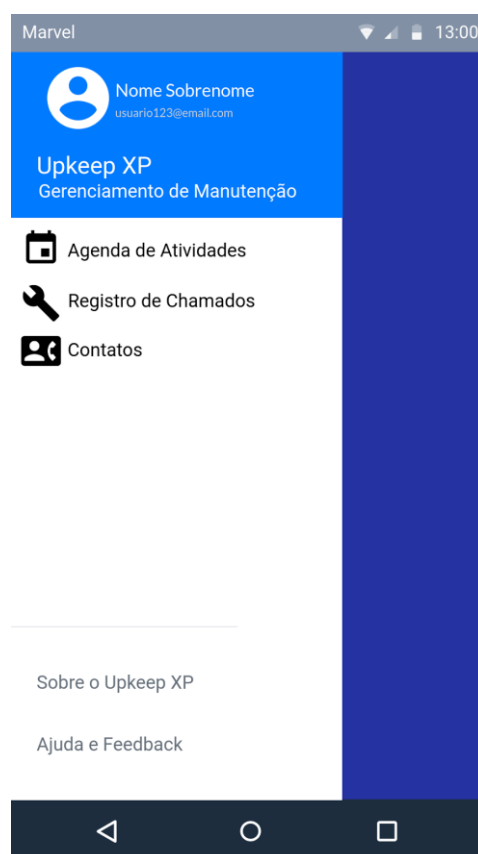 Marvel
13:00
Nome Sobrenome
usuario123@email.com
Upkeep XP
Gerenciamento de Manutenção
Agenda de Atividades
Registro de Chamados
Contatos
Sobre o Upkeep XP
Ajuda e Feedback